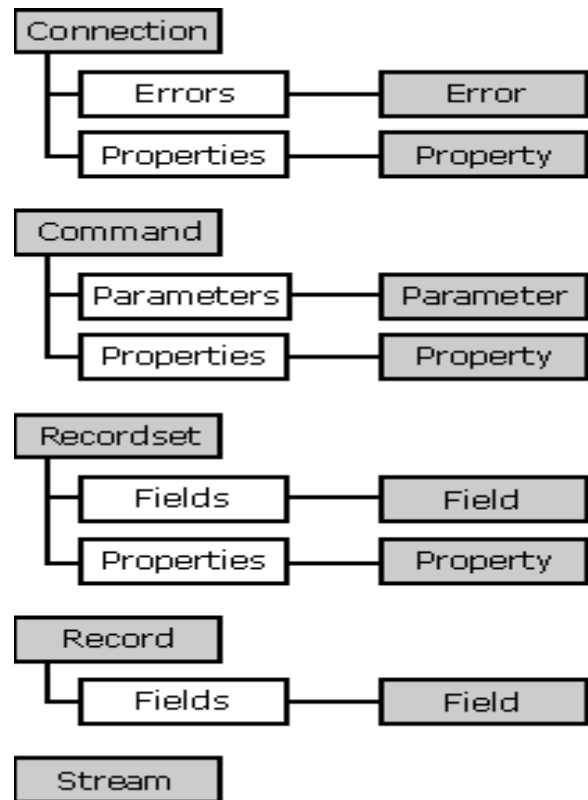 Connection
Errors Error
Properties Property
Command
Parameters Parameter
Properties Property
Recordset
Fields Field
Properties Property
Record
Fields Field
Stream